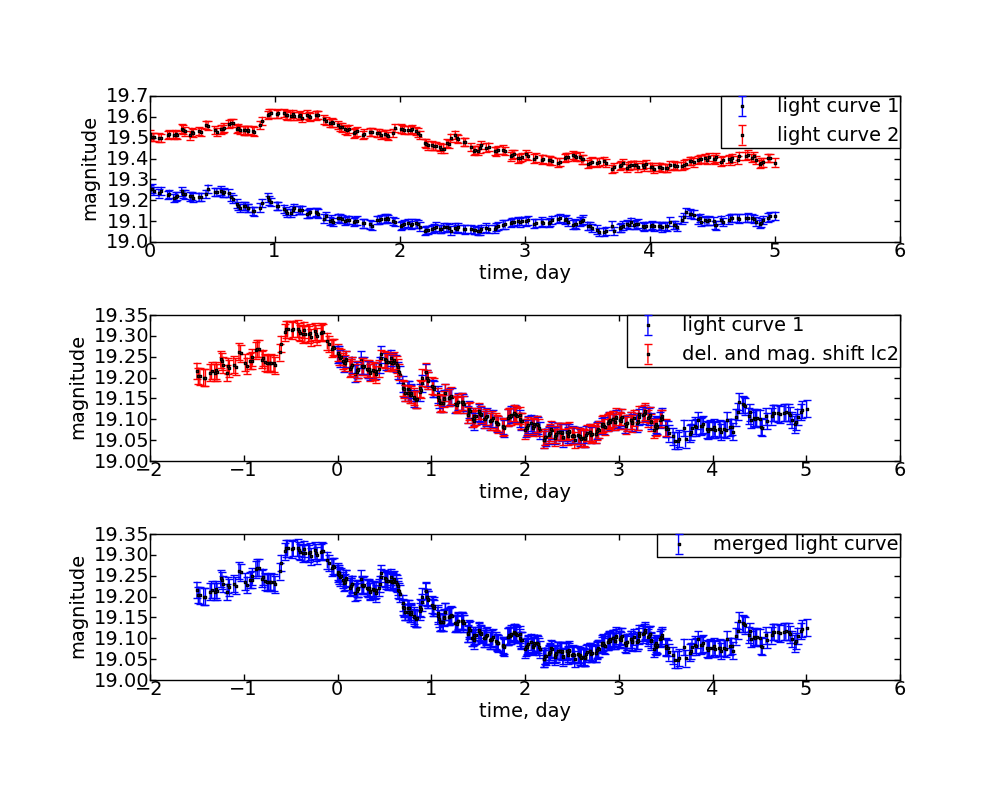 19.7
19.6
19.5
19.4
19.3
19.2
19.1
19.0
magnitude
light curve 1
light curve 2
0 1 2 3 4 5 6
time, day
19.35
19.30
19.25
19.20
19.15
19.10
19.05
19.00
magnitude
light curve 1
del. and mag. shift lc2
−2 −1 0 1 2 3 4 5 6
time, day
19.35
19.30
19.25
19.20
19.15
19.10
19.05
19.00
magnitude
merged light curve
−2 −1 0 1 2 3 4 5 6
time, day